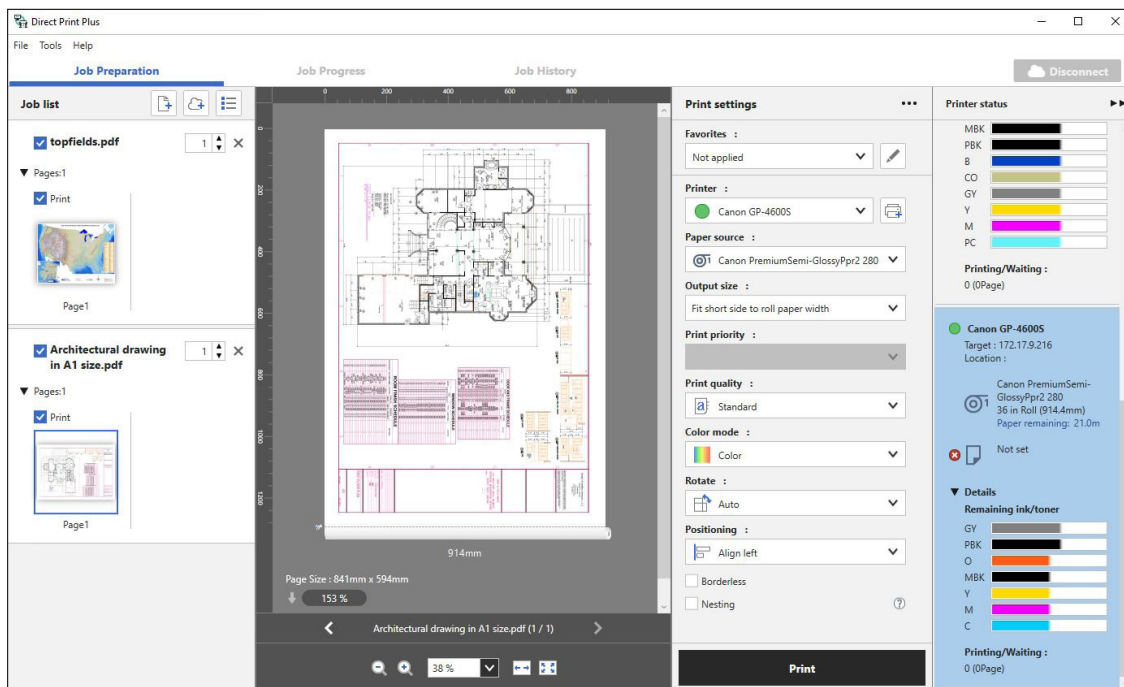 Direct Print Plus
File Tools Help
Job Preparation
Job Progress
Job History
Disconnect
Job list
topfields.pdf
1
Pages:1
Print
Page1
Architectural drawing
in A1 size.pdf
1
Pages:1
Print
Page1
0 200 400 600 800
0
200
400
600
800
1000
1200
914mm
Page Size : 841mm x 594mm
153 %
Architectural drawing in A1 size.pdf (1 / 1)
38 %
Print settings
Favorites :
Not applied
Printer :
Canon GP-4600S
Paper source :
Canon PremiumSemi-GlossyPpr2 280
Output size :
Fit short side to roll paper width
Print priority :
Print quality :
a Standard
Color mode :
Color
Rotate :
Auto
Positioning :
Align left
Borderless
Nesting
?
Print
Printer status
MBK
PBK
B
CO
GY
Y
M
PC
Printing/Waiting :
0 (0Page)
Canon GP-4600S
Target : 172.17.9.216
Location :
1
Canon PremiumSemi-
GlossyPpr2 280
36 in Roll (914.4mm)
Paper remaining: 21.0m
Not set
Details
Remaining ink/toner
GY
PBK
O
MBK
Y
M
C
Printing/Waiting :
0 (0Page)